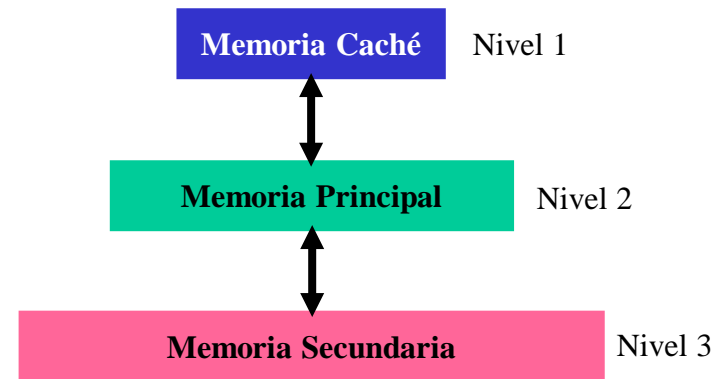 Memoria Caché Nivel 1
Memoria Principal Nivel 2
Memoria Secundaria Nivel 3